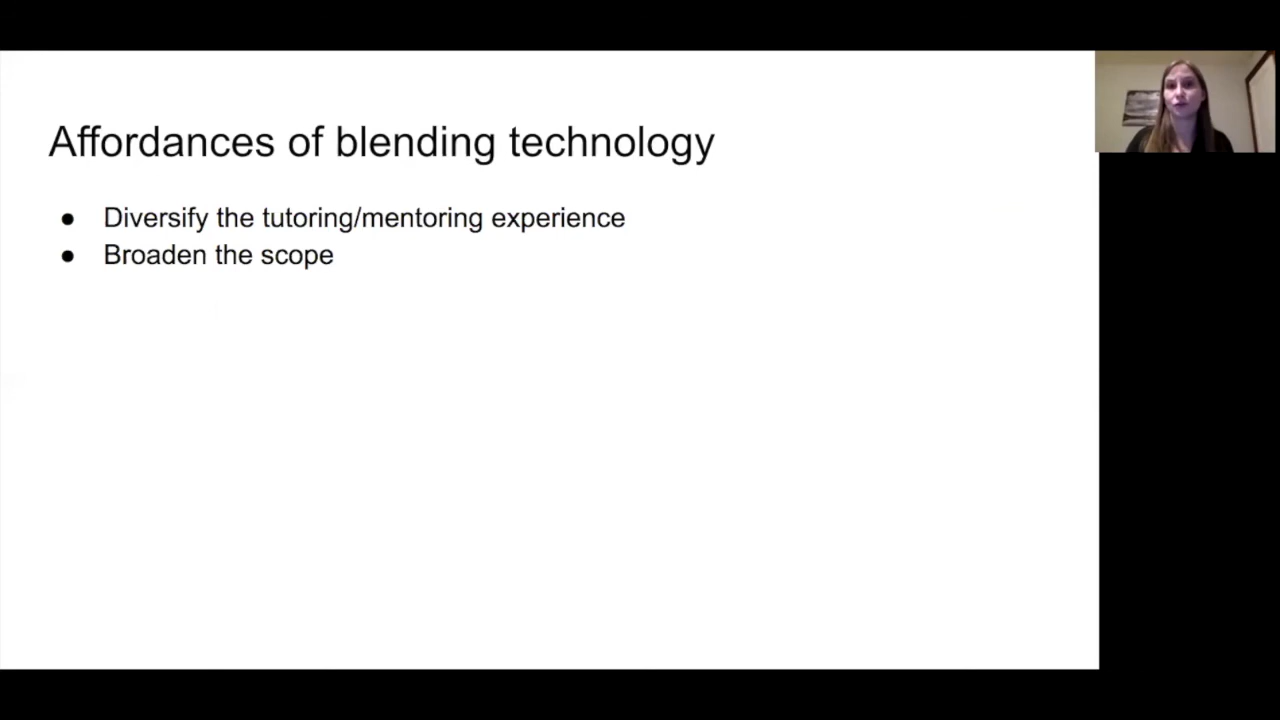 Affordances of blending technology
● Diversify the tutoring/mentoring experience
● Broaden the scope